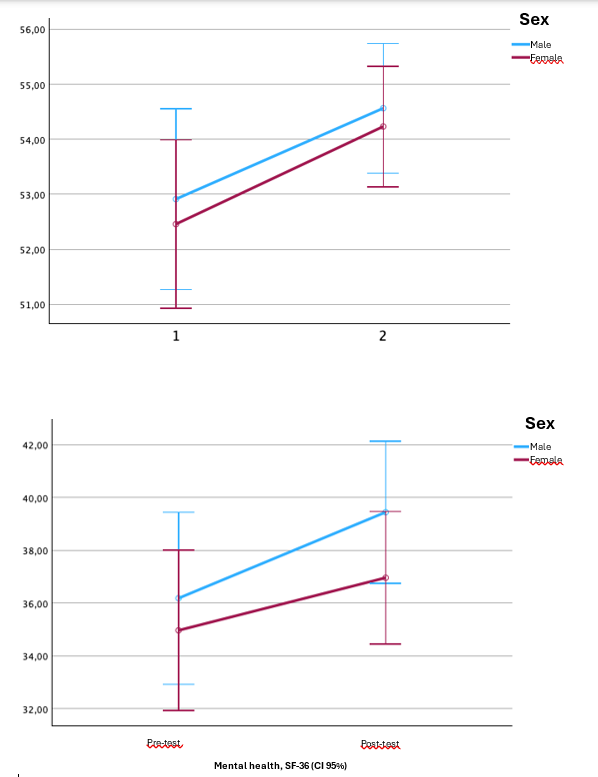 Sex
Male
Female
56,00
55,00
54,00
53,00
52,00
51,00
1 2
Sex
Male
Female
42,00
40,00
38,00
36,00
34,00
32,00
Pre-test Post-test
Mental health, SF-36 (CI 95%)